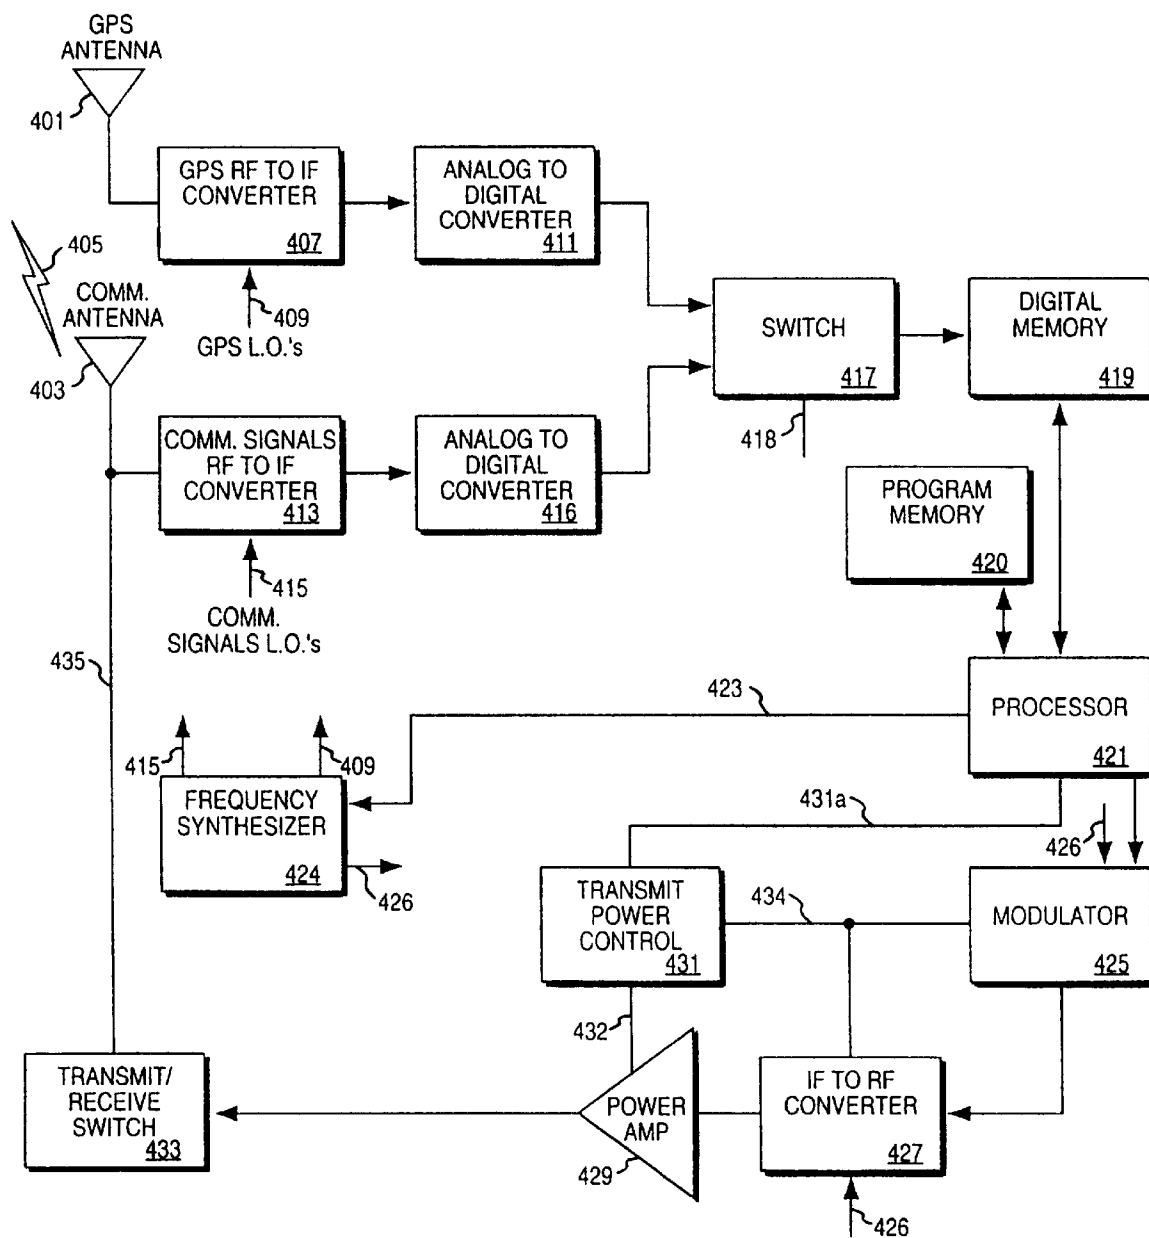 GPS
ANTENNA
401
GPS RF TO IF
CONVERTER
407
ANALOG TO
DIGITAL
CONVERTER
411
405
COMM.
ANTENNA
403
409
GPS L.O.'s
SWITCH
417
418
DIGITAL
MEMORY
419
COMM. SIGNALS
RF TO IF
CONVERTER
413
ANALOG TO
DIGITAL
CONVERTER
416
PROGRAM
MEMORY
420
415
COMM.
SIGNALS L.O.'s
435
423
PROCESSOR
421
415
409
FREQUENCY
SYNTHESIZER
424
426
431a
426
TRANSMIT
POWER
CONTROL
431
434
MODULATOR
425
432
TRANSMIT/
RECEIVE
SWITCH
433
POWER
AMP
429
IF TO RF
CONVERTER
427
426